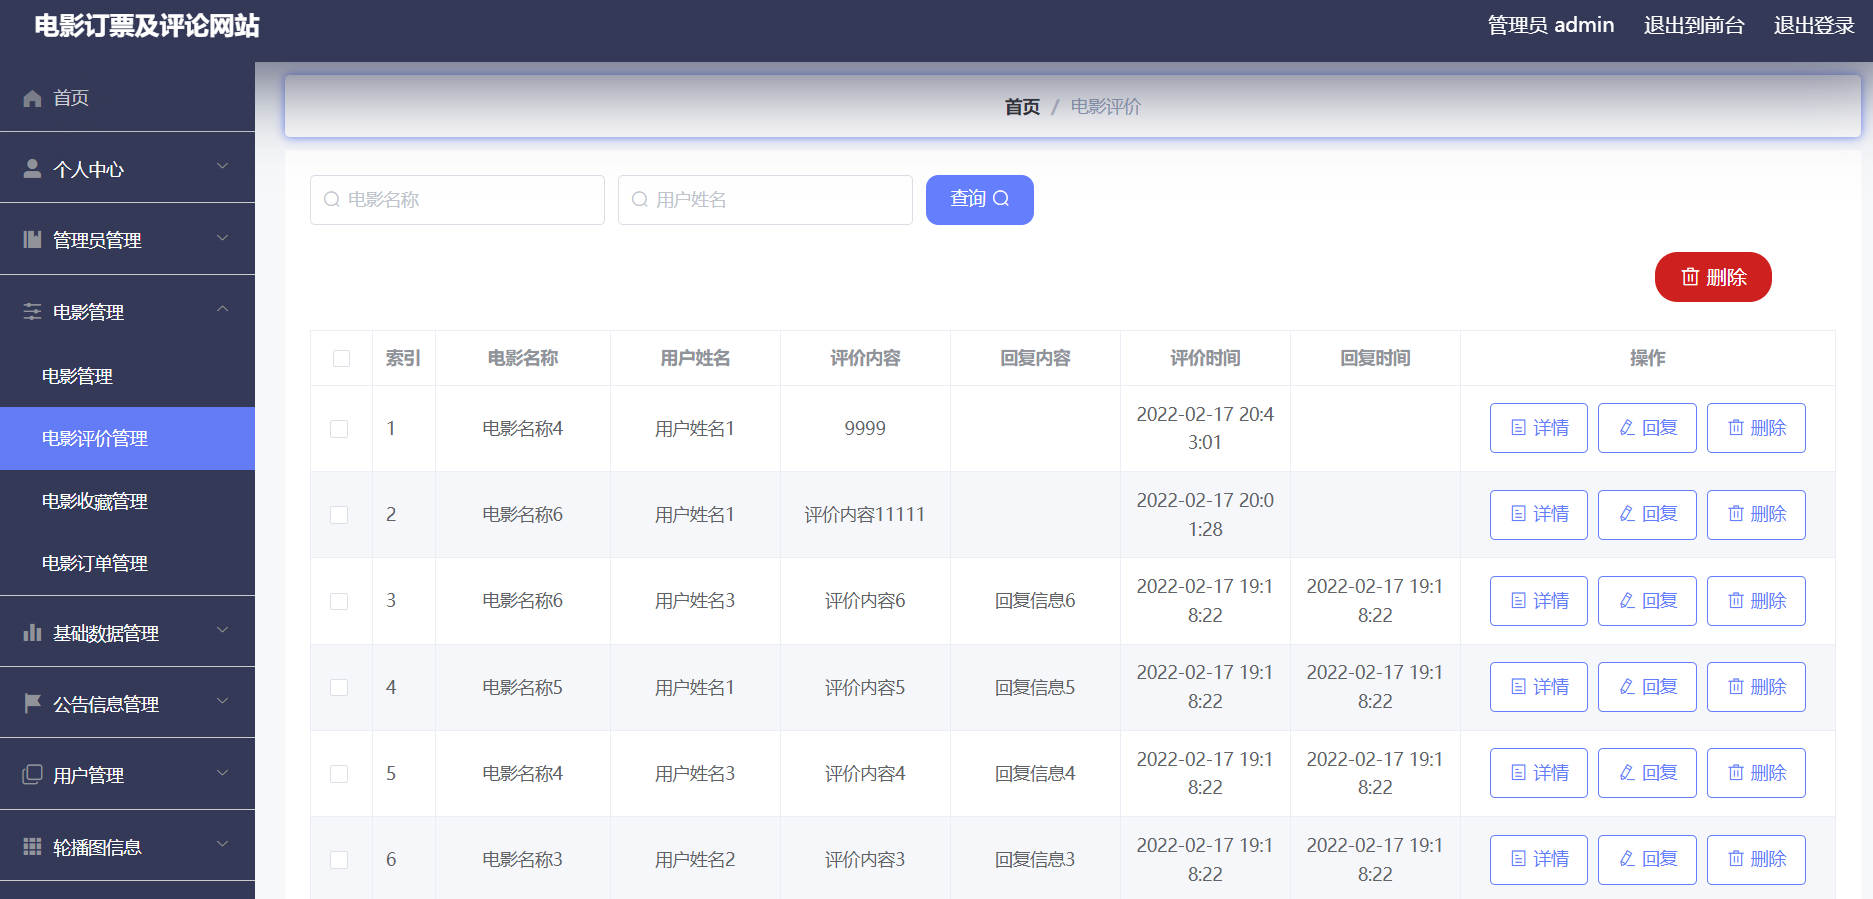 电影订票及评论网站
管理员 admin 退出到前台 退出登录
首页
个人中心
管理员管理
电影管理
电影管理
电影评价管理
电影收藏管理
电影订单管理
基础数据管理
公告信息管理
用户管理
轮播图信息
首页 / 电影评价
电影名称 用户姓名 查询
删除
索引 电影名称 用户姓名 评价内容 回复内容 评价时间 回复时间 操作
1 电影名称4 用户姓名1 9999 2022-02-17 20:4
3:01 详情 回复 删除
2 电影名称6 用户姓名1 评价内容11111 2022-02-17 20:0
1:28 详情 回复 删除
3 电影名称6 用户姓名3 评价内容6 回复信息6 2022-02-17 19:1 2022-02-17 19:1
8:22 8:22 详情 回复 删除
4 电影名称5 用户姓名1 评价内容5 回复信息5 2022-02-17 19:1 2022-02-17 19:1
8:22 8:22 详情 回复 删除
5 电影名称4 用户姓名3 评价内容4 回复信息4 2022-02-17 19:1 2022-02-17 19:1
8:22 8:22 详情 回复 删除
6 电影名称3 用户姓名2 评价内容3 回复信息3 2022-02-17 19:1 2022-02-17 19:1
8:22 8:22 详情 回复 删除